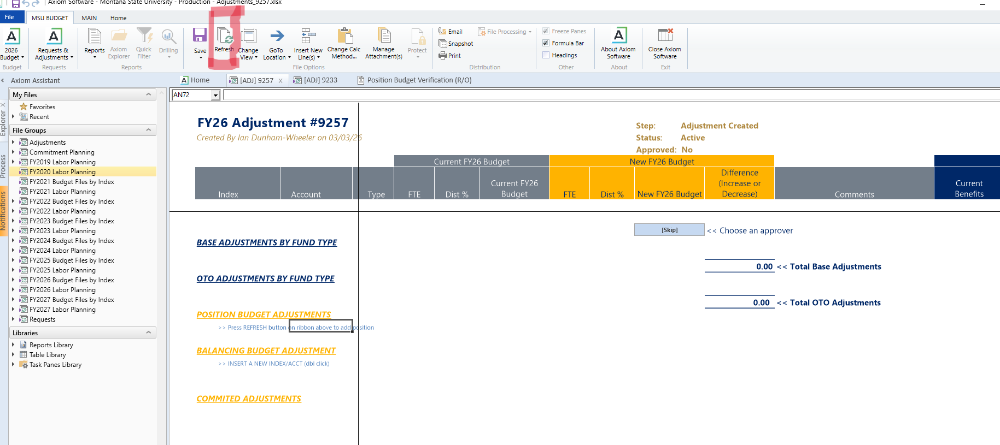 Axiom Software - Montana State University - Production - Adjustments_9257.xlsx
File MSU BUDGET MAIN Home
2026 Budget
Budget
Requests & Adjustments
Requests
Reports
Axiom Explorer
Quick Filter
Drilling
Reports
Save
Refresh
Change View
GoTo Location
Insert New Line(s)
Change Calc Method...
Manage Attachment(s)
Protect
File Options
Email
Snapshot
Print
File Processing
Distribution
Freeze Panes
Formula Bar
Headings
Other
About Axiom Software
About
Close Axiom Software
Exit
Axiom Assistant
Home [ADJ] 9257 x [ADJ] 9233 Position Budget Verification (R/O)
Explorer
Process
Notifications
My Files
Favorites
Recent
File Groups
Adjustments
Commitment Planning
FY2019 Labor Planning
FY2020 Labor Planning
FY2021 Budget Files by Index
FY2021 Labor Planning
FY2022 Budget Files by Index
FY2022 Labor Planning
FY2023 Budget Files by Index
FY2023 Labor Planning
FY2024 Budget Files by Index
FY2024 Labor Planning
FY2025 Budget Files by Index
FY2025 Labor Planning
FY2026 Budget Files by Index
FY2026 Labor Planning
FY2027 Budget Files by Index
FY2027 Labor Planning
Requests
Libraries
Reports Library
Table Library
Task Panes Library
AN72
FY26 Adjustment #9257
Created By Ian Dunham-Wheeler on 03/03/26
Step: Adjustment Created
Status: Active
Approved: No
Current FY26 Budget New FY26 Budget
Index Account Type FTE Dist % Current FY26 Budget FTE Dist % New FY26 Budget Difference (Increase or Decrease) Comments Current Benefits
[Skip] << Choose an approver
BASE ADJUSTMENTS BY FUND TYPE
0.00 << Total Base Adjustments
OTO ADJUSTMENTS BY FUND TYPE
0.00 << Total OTO Adjustments
POSITION BUDGET ADJUSTMENTS
>> Press REFRESH button on ribbon above to add position
BALANCING BUDGET ADJUSTMENT
>> INSERT A NEW INDEX/ACCT (dbl click)
COMMITED ADJUSTMENTS